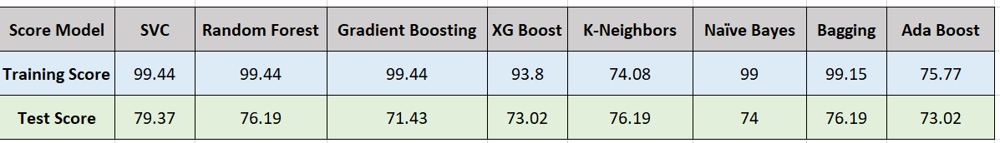 Score Model SVC Random Forest Gradient Boosting XG Boost K-Neighbors Naïve Bayes Bagging Ada Boost
Training Score 99.44 99.44 99.44 93.8 74.08 99 99.15 75.77
Test Score 79.37 76.19 71.43 73.02 76.19 74 76.19 73.02